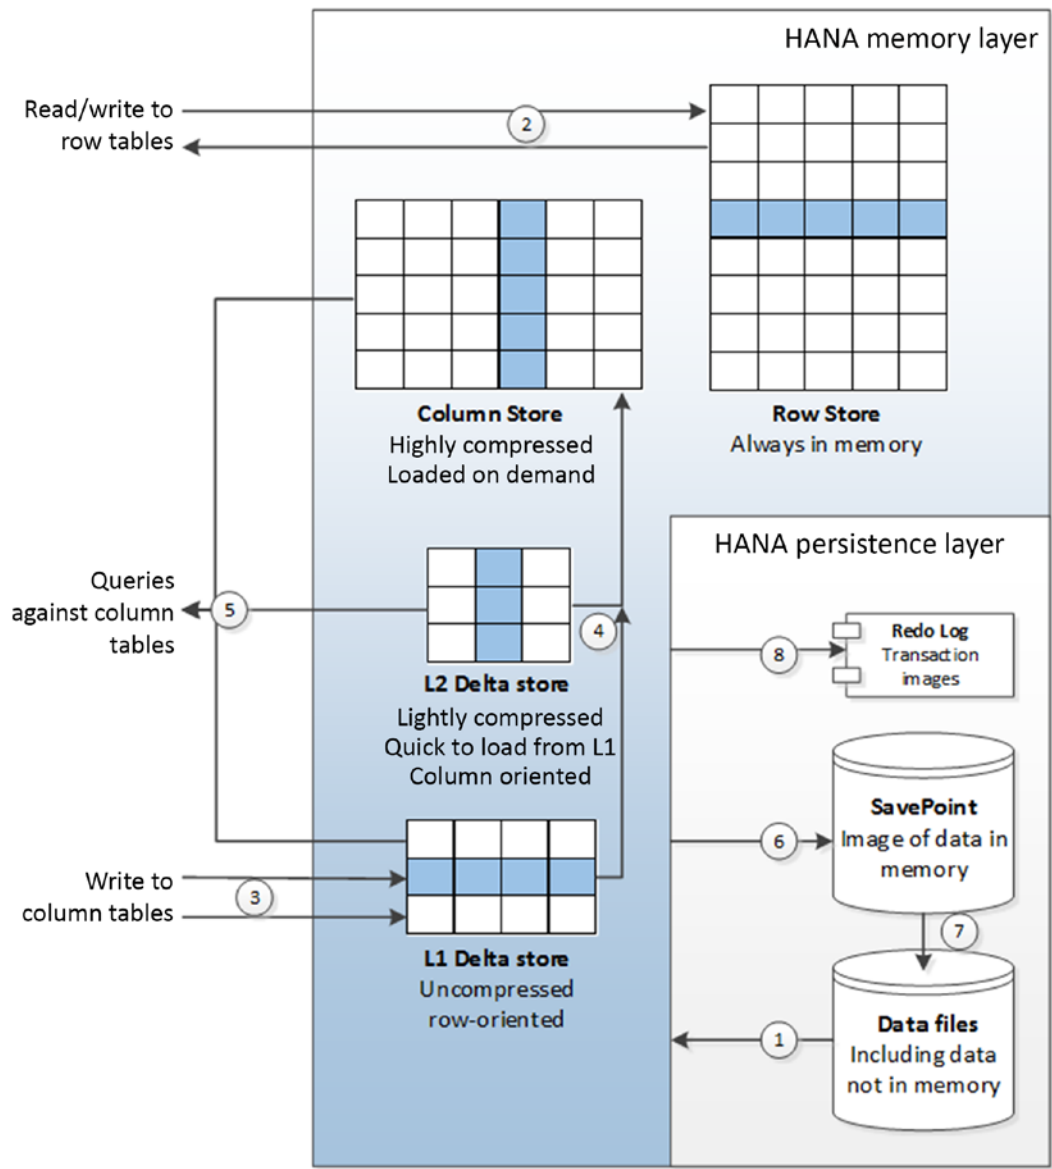 HANA memory layer
Read/write to
row tables
2
Column Store
Highly compressed
Loaded on demand
Row Store
Always in memory
HANA persistence layer
Queries
against column
tables
5
4
L2 Delta store
Lightly compressed
Quick to load from L1
Column oriented
8
Redo Log
Transaction
images
6
SavePoint
Image of data in
memory
7
Write to
column tables
3
L1 Delta store
Uncompressed
row-oriented
1
Data files
Including data
not in memory